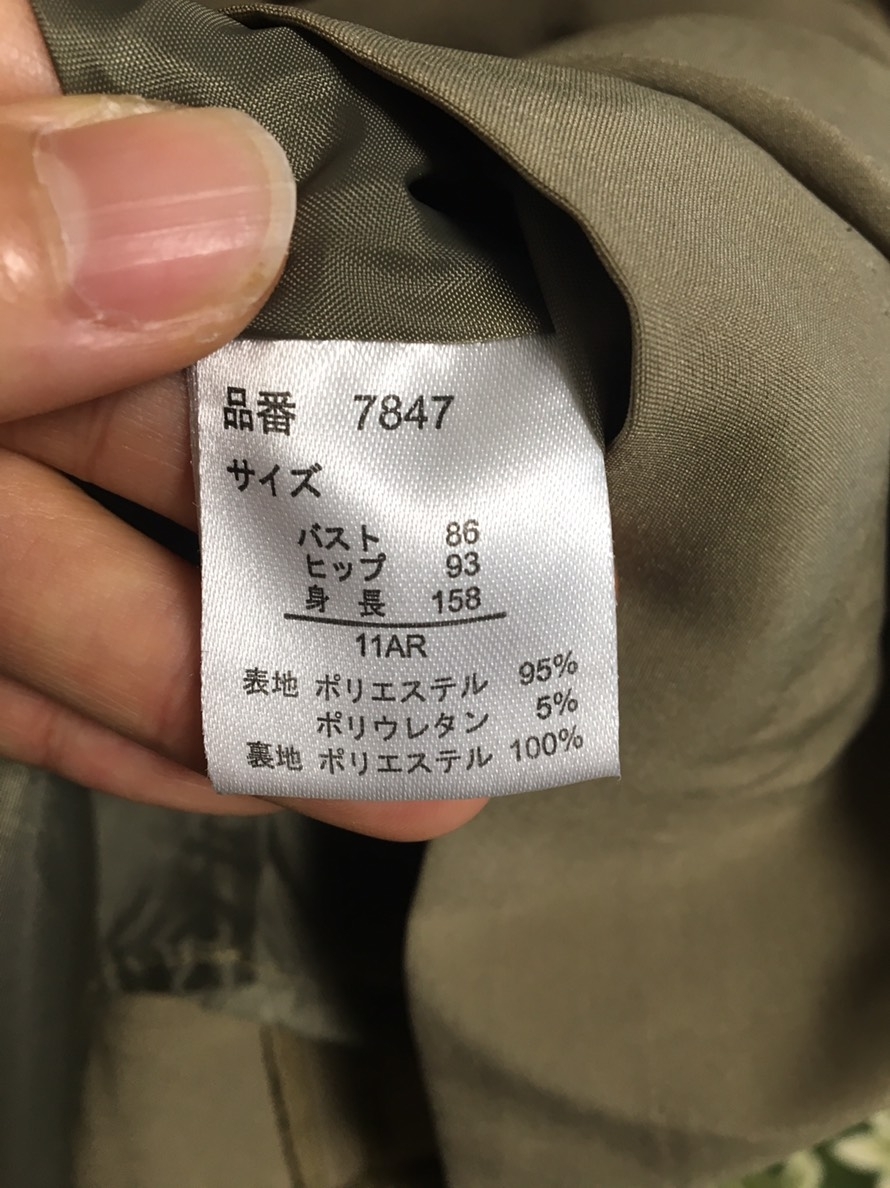 品番 7847
サイズ
バスト 86
ヒップ 93
身長 158
11AR
表地 ポリエステル 95%
ポリウレタン 5%
裏地 ポリエステル 100%